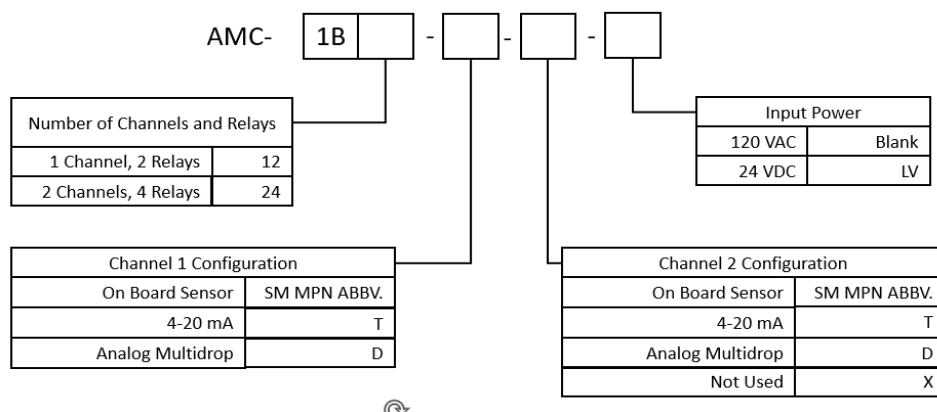 AMC- 1B - - -
Number of Channels and Relays
1 Channel, 2 Relays 12
2 Channels, 4 Relays 24
Input Power
120 VAC Blank
24 VDC LV
Channel 1 Configuration
On Board Sensor SM MPN ABBV.
4-20 mA T
Analog Multidrop D
Channel 2 Configuration
On Board Sensor SM MPN ABBV.
4-20 mA T
Analog Multidrop D
Not Used X